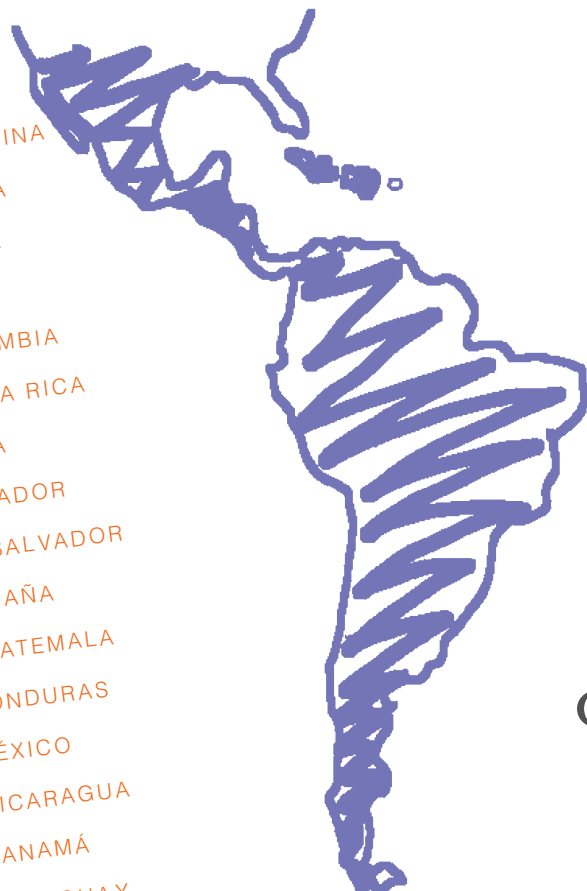 INA
A
MBIA
A RICA
A
ADOR
SALVADOR
AÑA
ATEMALA
ONDURAS
ÉXICO
ICARAGUA
ANAMÁ